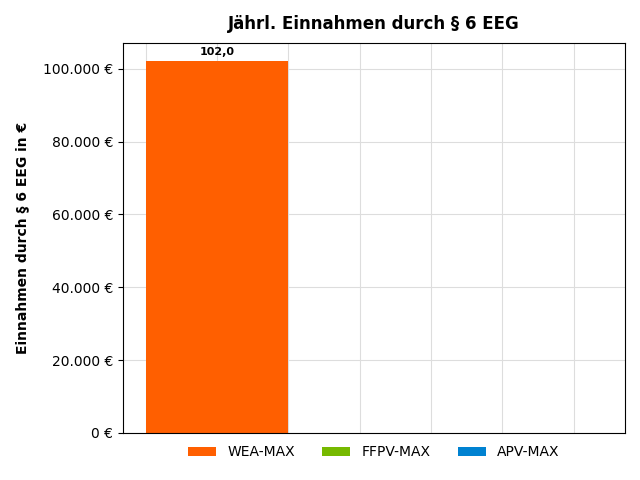 Jährl. Einnahmen durch § 6 EEG
102,0
100.000 €
80.000 €
60.000 €
40.000 €
20.000 €
0 €
Einnahmen durch § 6 EEG in €
WEA-MAX
FFPV-MAX
APV-MAX